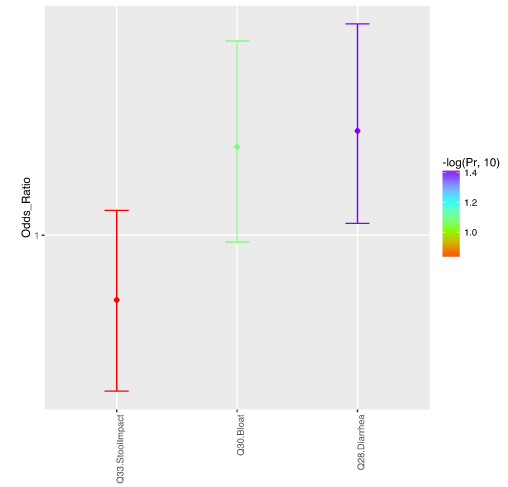 Odds_Ratio
1
Q33.StoolImpact
Q30.Bloat
Q28.Diarrhea
-log(Pr, 10)
1.4
1.2
1.0